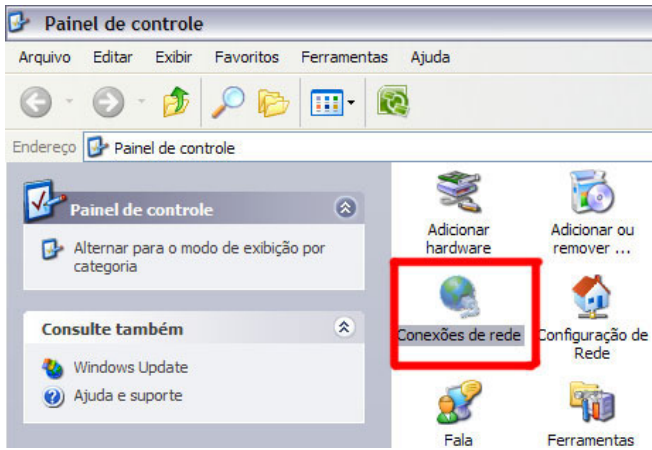 Painel de controle
Arquivo Editar Exibir Favoritos Ferramentas Ajuda
Endereço Painel de controle
Painel de controle
Alternar para o modo de exibição por
categoria
Consulte também
Windows Update
Ajuda e suporte
Adicionar
hardware
Adicionar ou
remover ...
Conexões de rede
Configuração de
Rede
Fala
Ferramentas